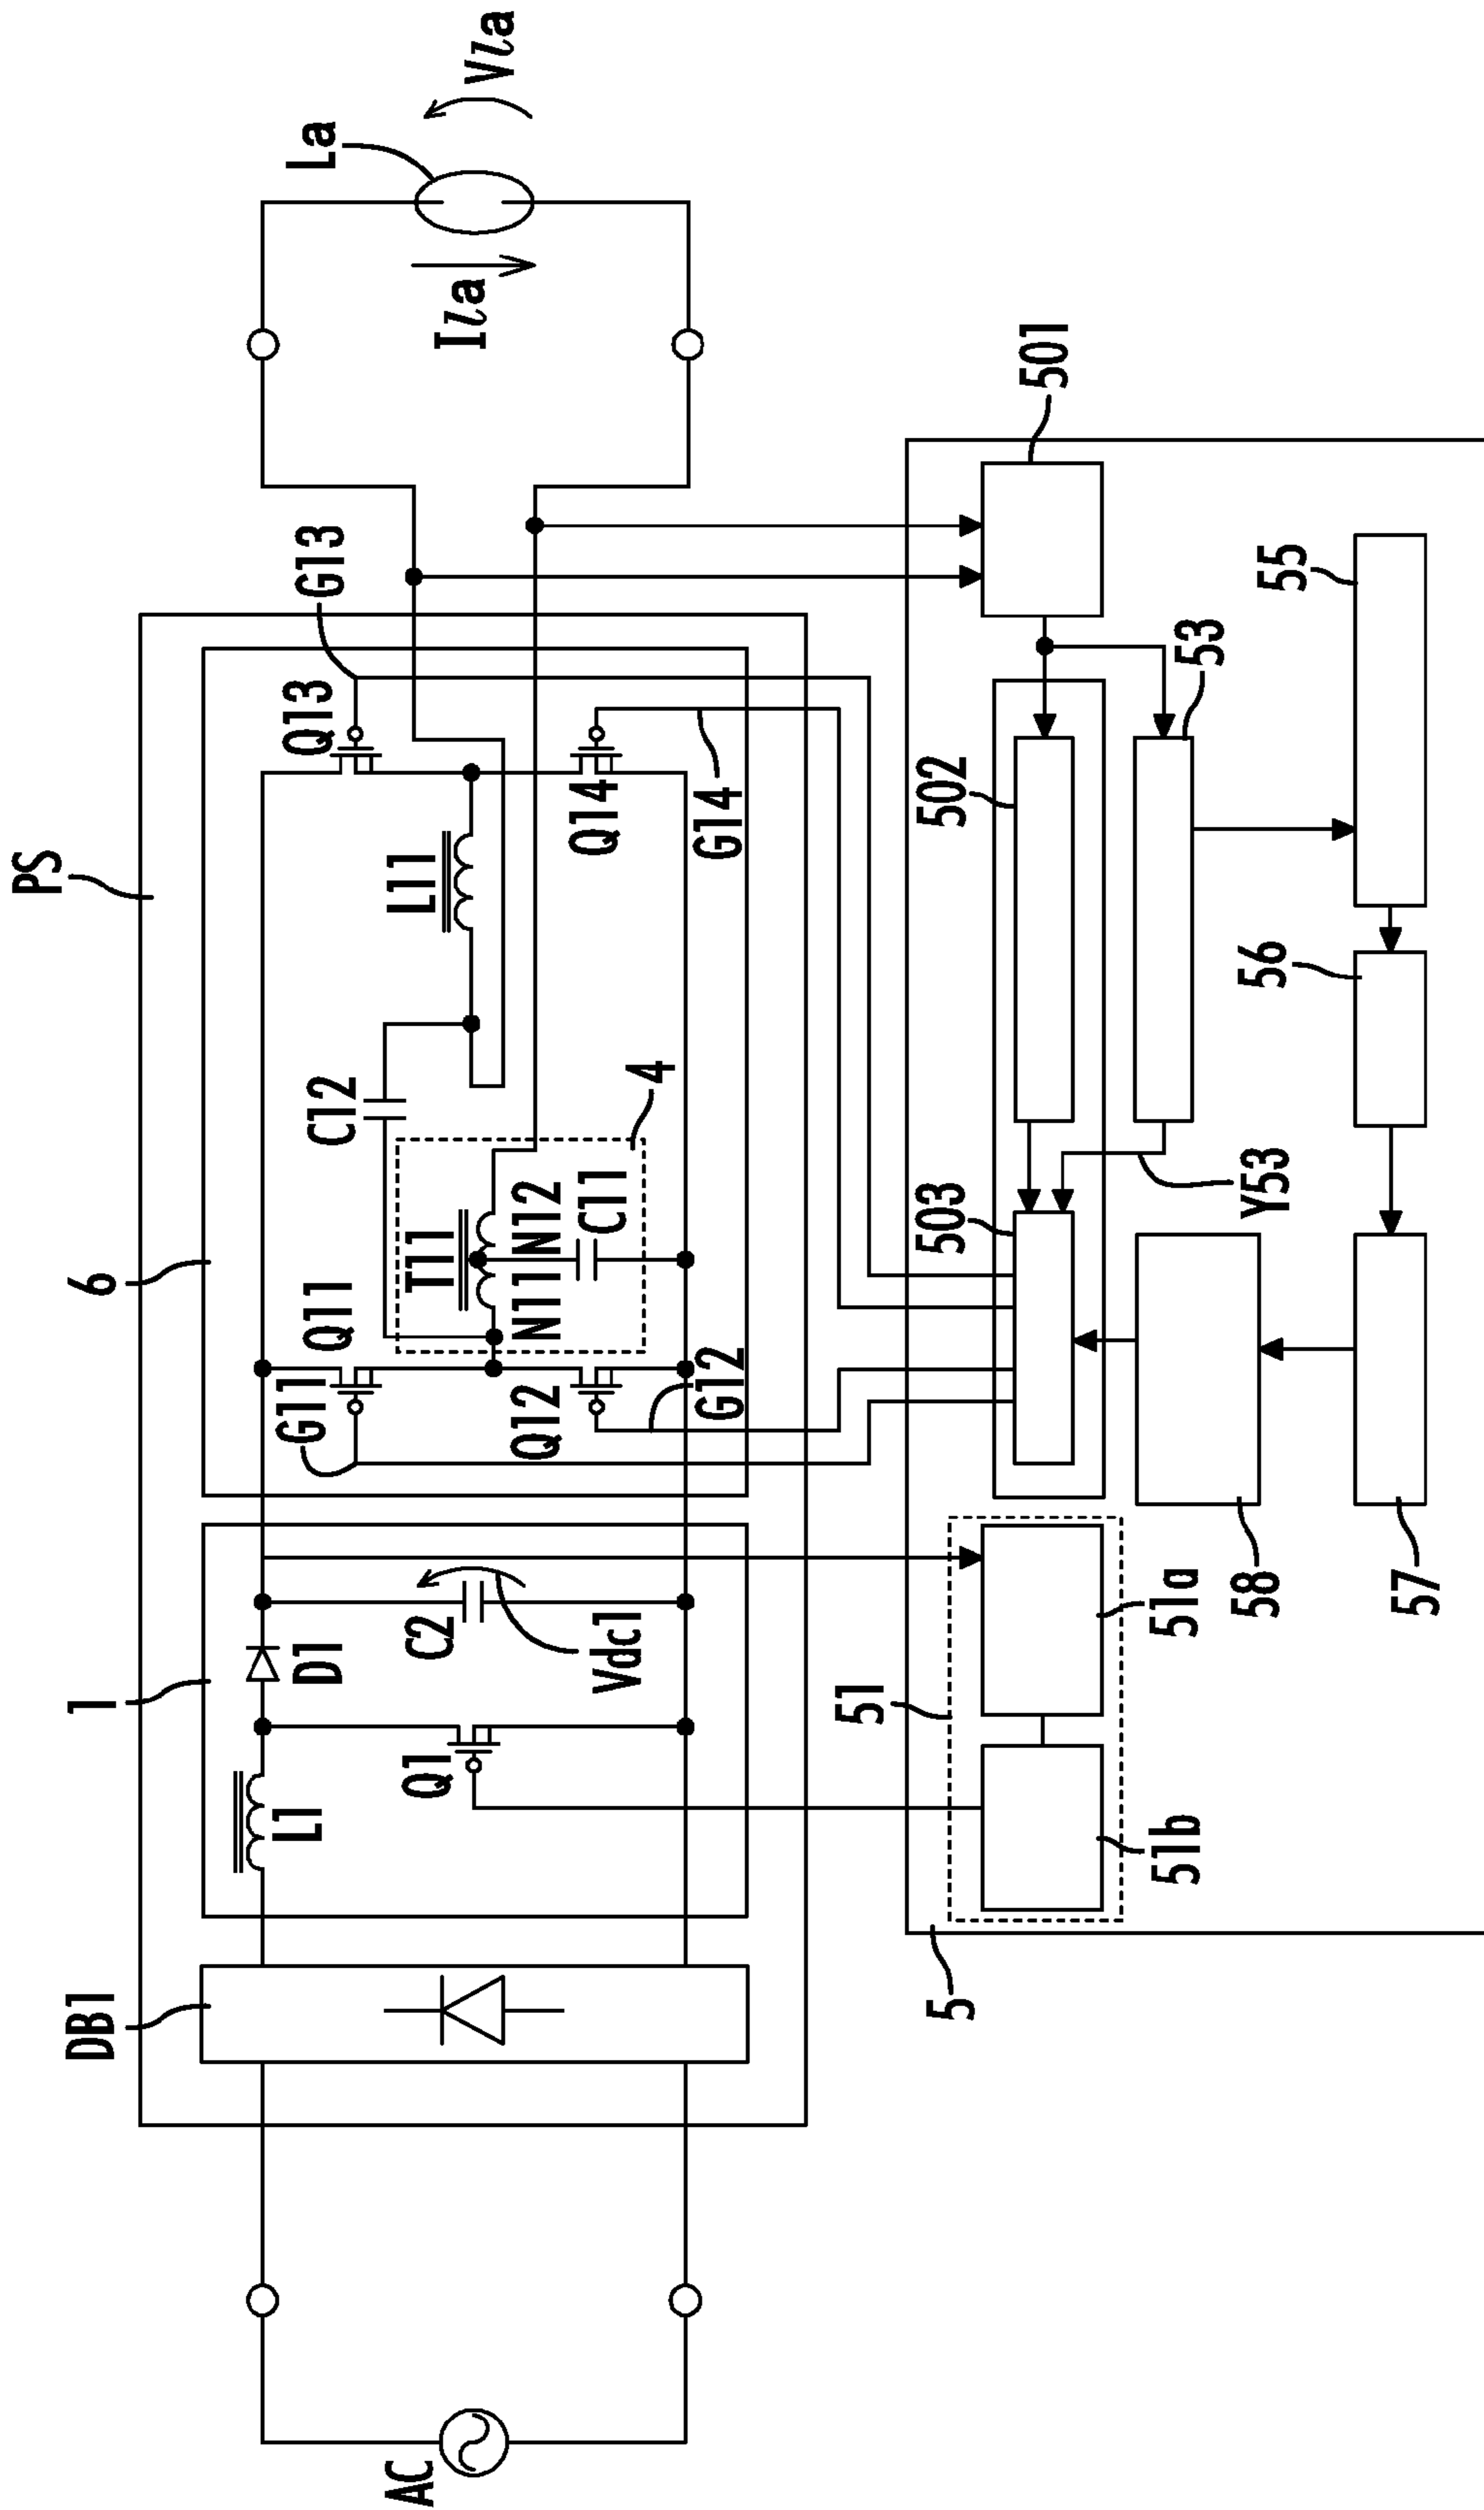 PS
6
1
DB1
G13
La
Vla
Q13
Q11
G11
C12
L11
Ila
L1
D1
T11
AC
Q1
C2
Q12
N11
N12
C11
4
Q14
Vdc1
G12
G14
51
503
502
501
5
51b
51a
58
Y53
53
56
55
57